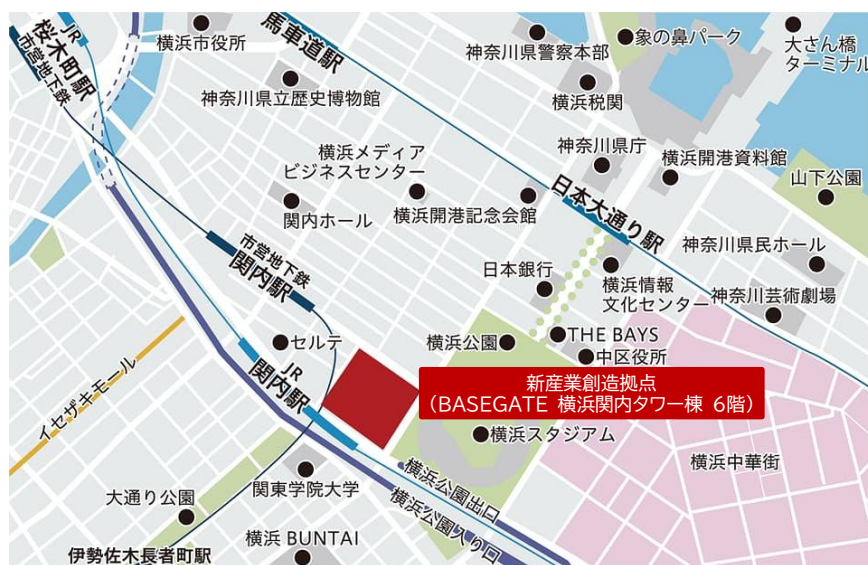 JR
桜木町駅
市営地下鉄
横浜市役所
馬車道駅
神奈川県警察本部
象の鼻パーク
大さん橋
ターミナル
神奈川県立歴史博物館
横浜税関
横浜メディア
ビジネスセンター
神奈川県庁
横浜開港資料館
山下公園
関内ホール
横浜開港記念会館
日本大通り駅
市営地下鉄
関内駅
日本銀行
横浜情報
文化センター
神奈川県民ホール
神奈川芸術劇場
セルテ
横浜公園
THE BAYS
中区役所
JR
関内駅
イセザキモール
新産業創造拠点
（BASEGATE 横浜関内タワー棟 6階）
横浜スタジアム
横浜中華街
関東学院大学
横浜公園出口
横浜公園入り口
大通り公園
横浜 BUNTAI
伊勢佐木長者町駅